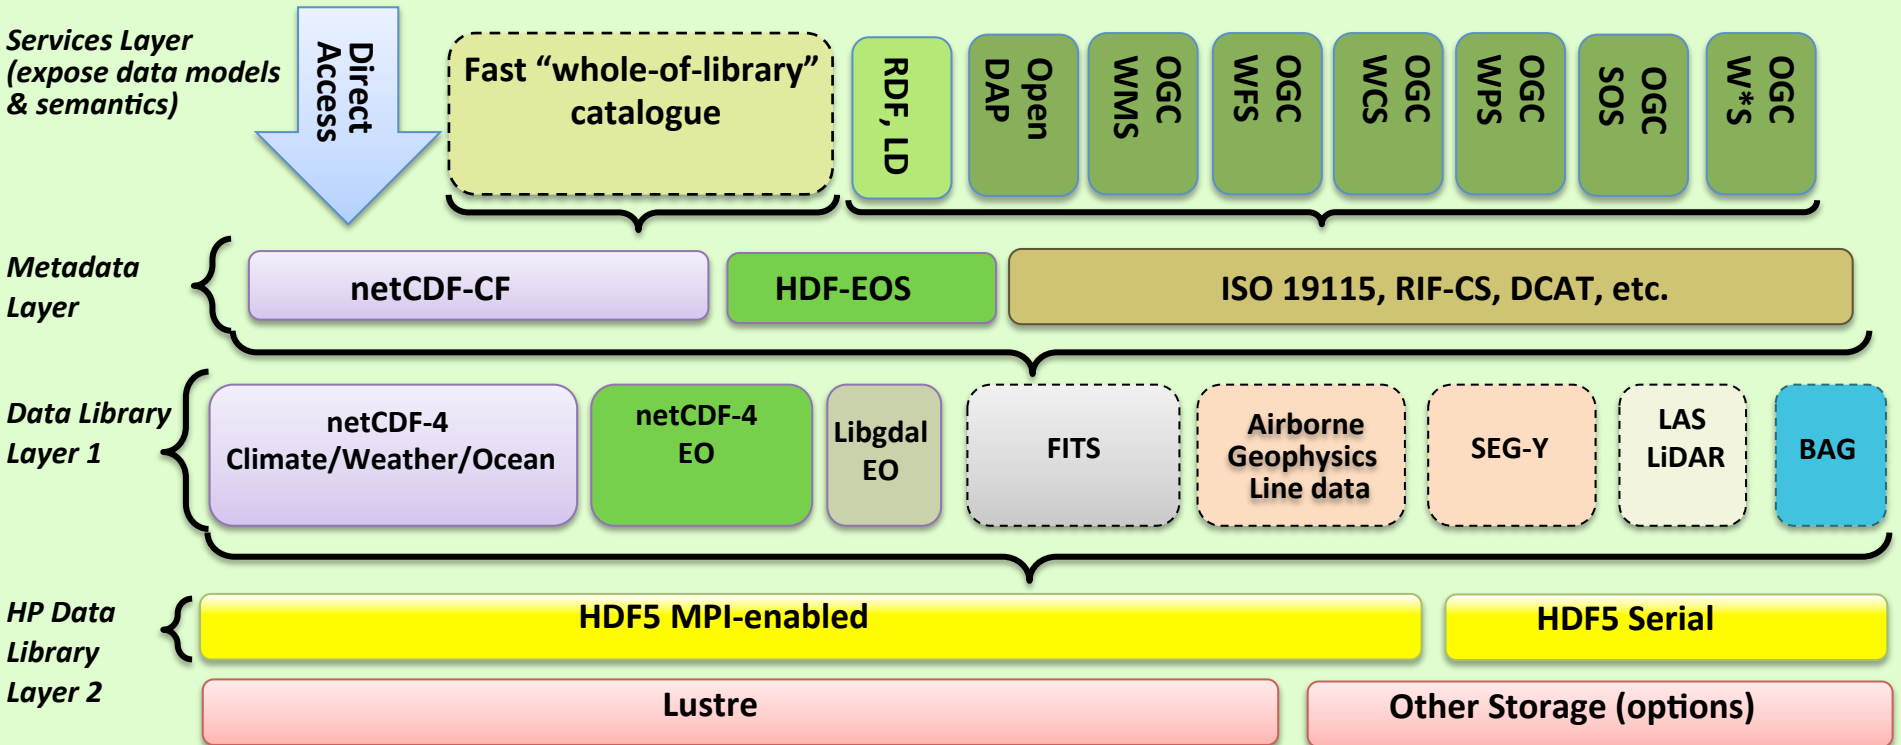 Services Layer
(expose data models
& semantics)
Direct
Access
Fast “whole-of-library”
catalogue
RDF, LD
Open
DAP
OGC
WMS
OGC
WFS
OGC
WCS
OGC
WPS
OGC
SOS
OGC
W*S
Metadata
Layer
netCDF-CF
HDF-EOS
ISO 19115, RIF-CS, DCAT, etc.
Data Library
Layer 1
netCDF-4
Climate/Weather/Ocean
netCDF-4
EO
Libgdal
EO
FITS
Airborne
Geophysics
Line data
SEG-Y
LAS
LiDAR
BAG
HP Data
Library
Layer 2
HDF5 MPI-enabled
HDF5 Serial
Lustre
Other Storage (options)